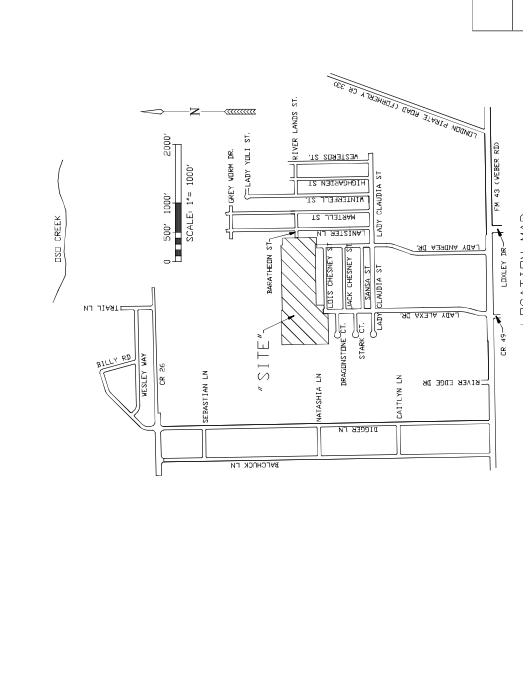 LONDON PIRATE ROAD (FORMERLY CR 33)
RIVER LANDS ST.
N
2000'
1000'
500'
0
SCALE: 1"= 1000'
GREY WORM DR.
LADY YOLI ST.
WESTEROS ST.
HIGHGARDEN ST
WINTERFELL ST.
MARTELL ST.
LANISTER LN
LADY CLAUDIA ST
FM 43 (WEBER RD)
OSO CREEK
BARATHEON ST
LOIS CHESNEY ST
JACK CHESNEY ST
SANSA ST
LADY CLAUDIA ST
LADY ANDREA DR.
LOOLEY DR
TRAIL LN
"SITE"
DRAGONSTONE CT.
STARK CT.
LADY ALEXA DR.
CR 49
BILLY RD
WESLEY WAY
CR 26
SEBASTIAN LN
NATASHIA LN
CAITLYN LN
RIVER EDGE DR
DIGGER LN
BALCHUCK LN